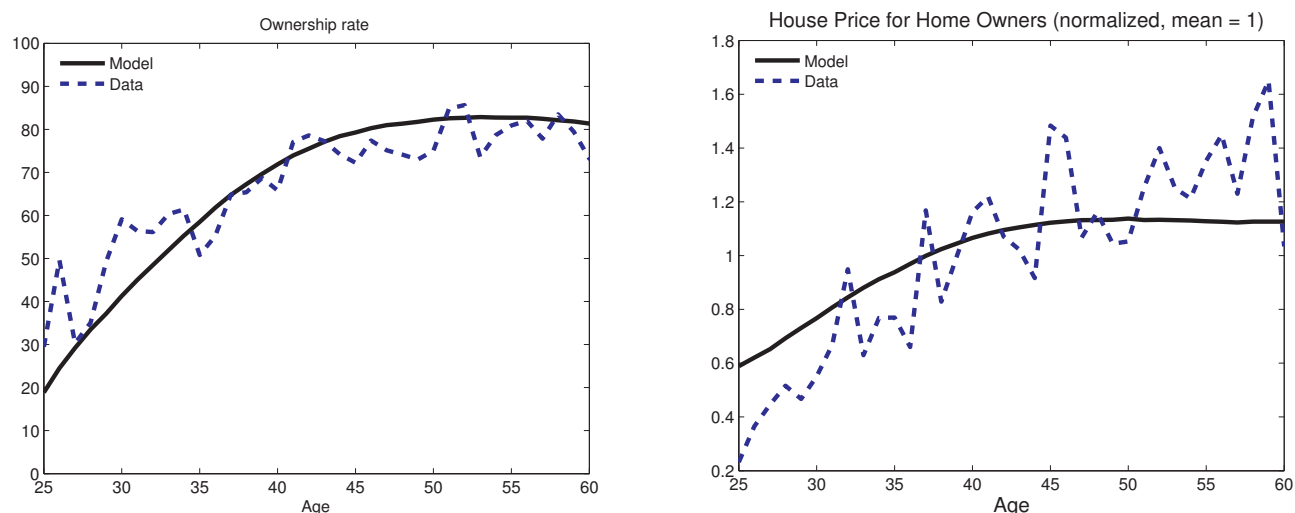 Ownership rate
100
90
80
70
60
50
40
30
20
10
0
Model
Data
25 30 35 40 45 50 55 60
Age
House Price for Home Owners (normalized, mean = 1)
1.8
1.6
1.4
1.2
1
0.8
0.6
0.4
0.2
Model
Data
25 30 35 40 45 50 55 60
Age